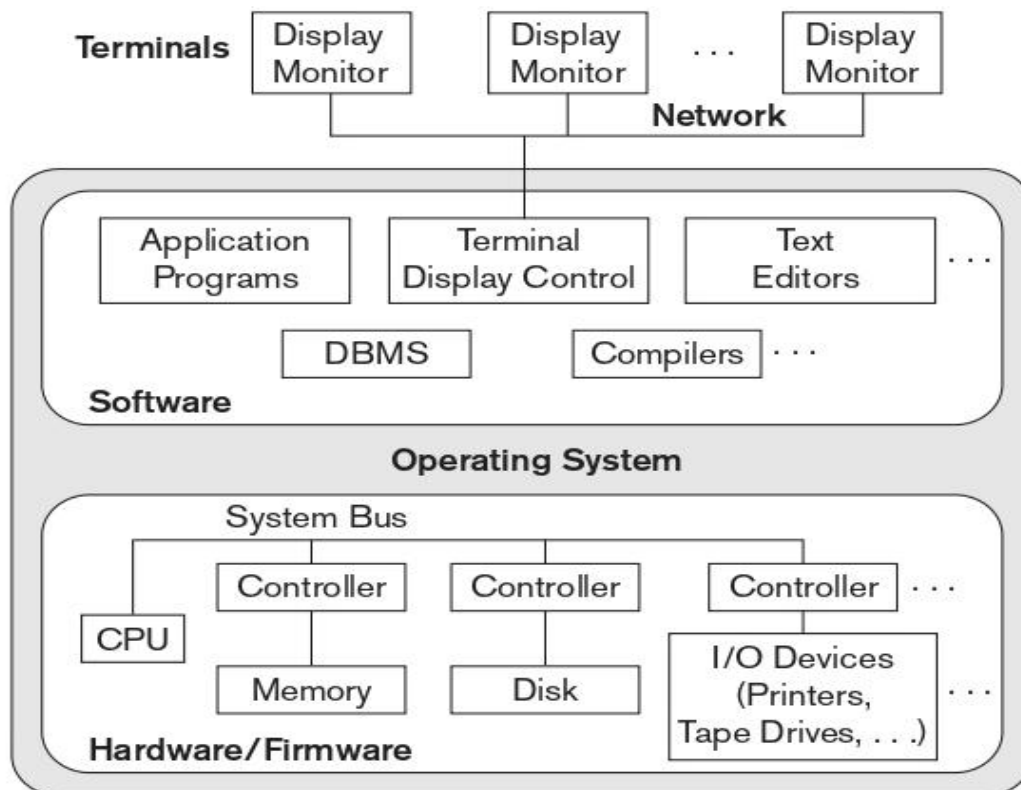 Terminals
Display
Monitor
Display
Monitor
. . .
Display
Monitor
Network
Application
Programs
Terminal
Display Control
Text
Editors
. . .
DBMS
Compilers
. . .
Software
Operating System
System Bus
Controller
Controller
Controller
. . .
CPU
Memory
Disk
I/O Devices
(Printers,
Tape Drives, . . .)
. . .
Hardware/Firmware